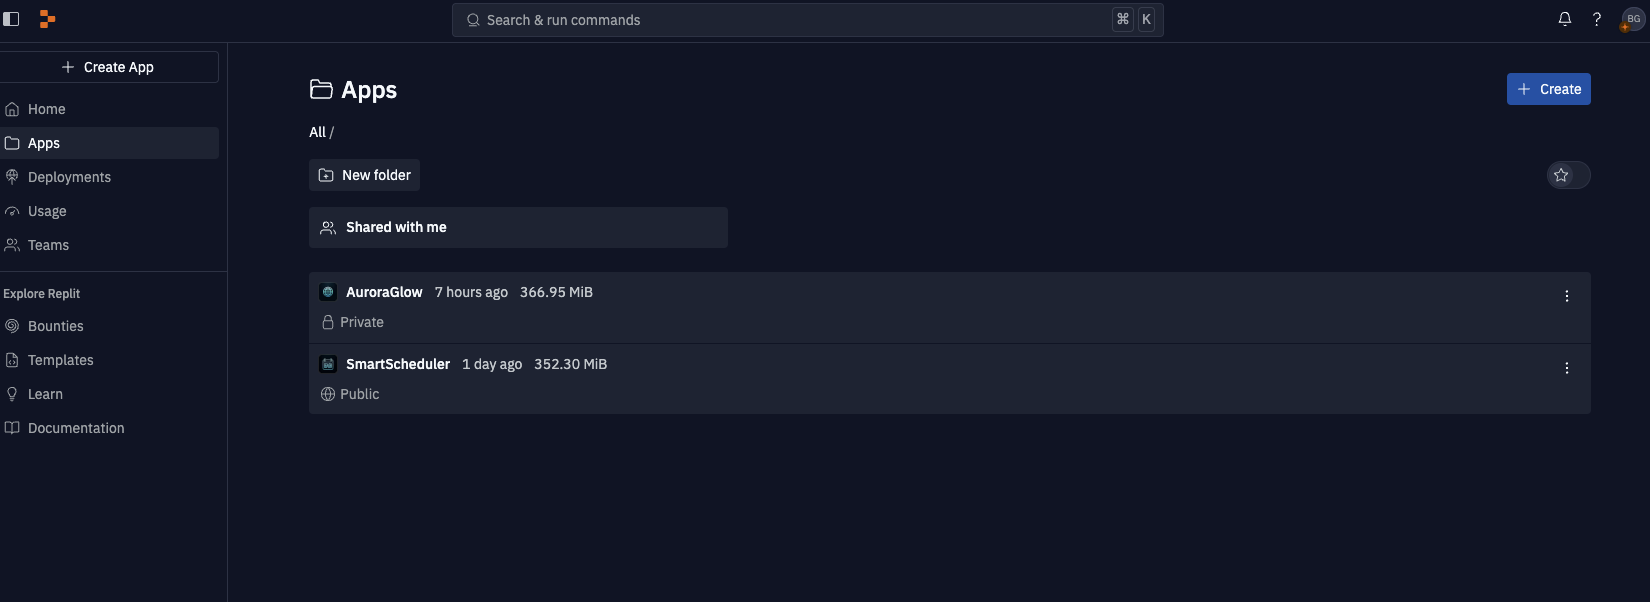 Search & run commands ⌘ K
? BG
+ Create App
Home
Apps
Deployments
Usage
Teams
Explore Replit
Bounties
Templates
Learn
Documentation
Apps
+ Create
All /
New folder
Shared with me
AuroraGlow 7 hours ago 366.95 MiB
Private
SmartScheduler 1 day ago 352.30 MiB
Public